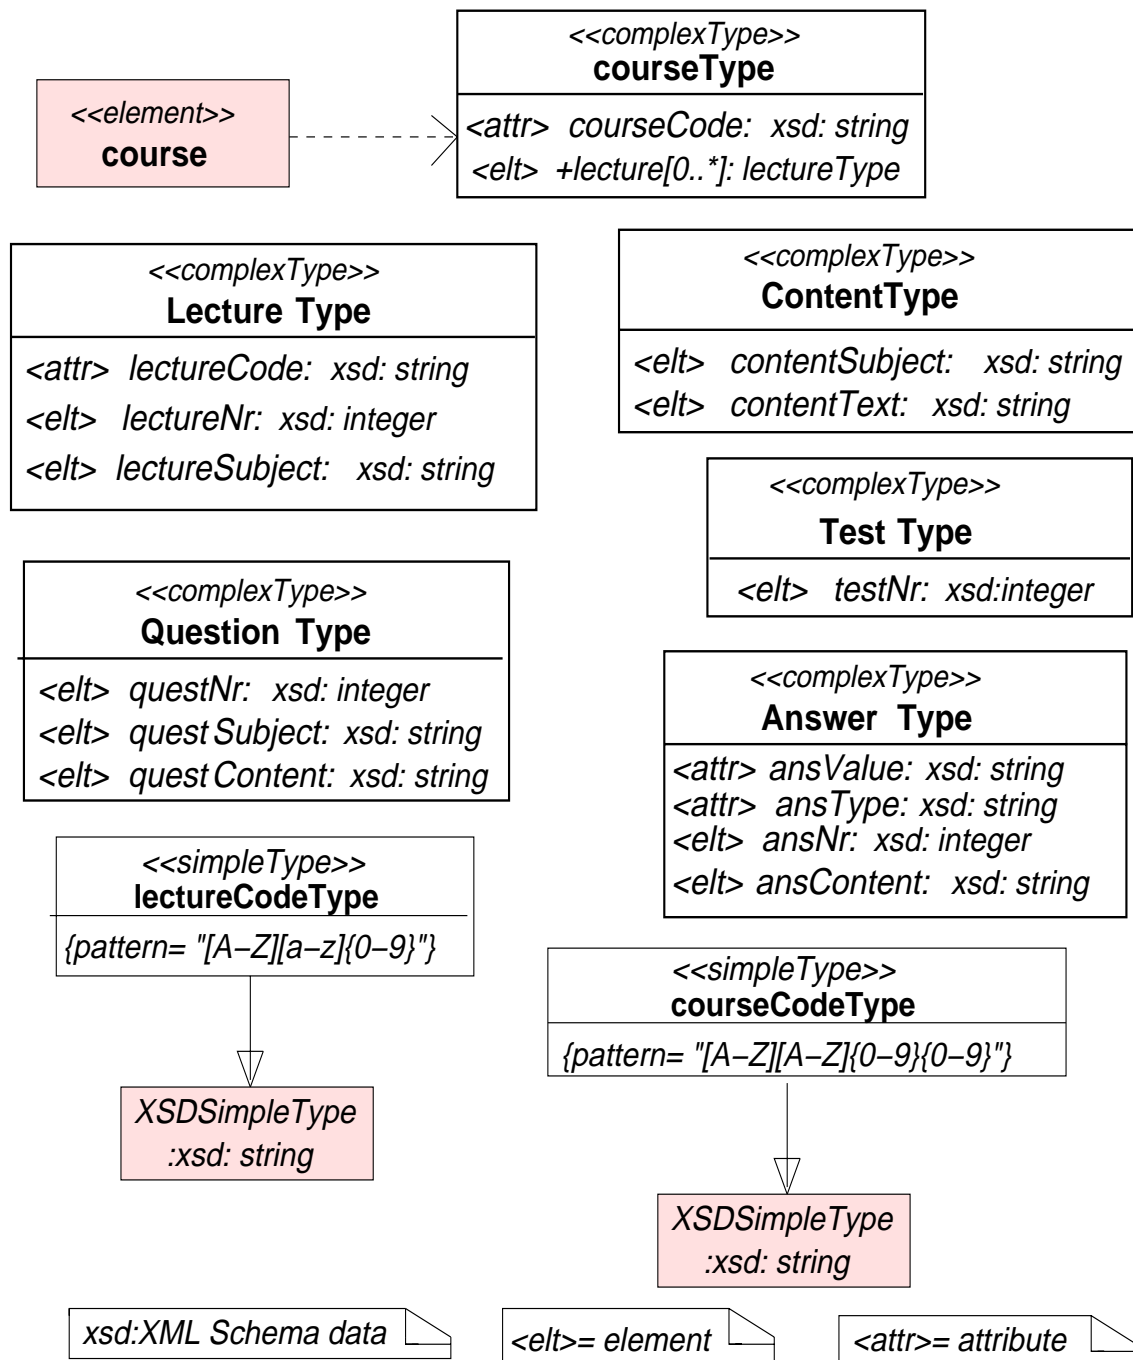 <<complexType>>
courseType
<attr> courseCode: xsd: string
<elt> +lecture[0..*]: lectureType
<<element>>
course
<<complexType>>
Lecture Type
<attr> lectureCode: xsd: string
<elt> lectureNr: xsd: integer
<elt> lectureSubject: xsd: string
<<complexType>>
ContentType
<elt> contentSubject: xsd: string
<elt> contentText: xsd: string
<<complexType>>
Test Type
<elt> testNr: xsd:integer
<<complexType>>
Question Type
<elt> questNr: xsd: integer
<elt> quest Subject: xsd: string
<elt> quest Content: xsd: string
<<complexType>>
Answer Type
<attr> ansValue: xsd: string
<attr> ansType: xsd: string
<elt> ansNr: xsd: integer
<elt> ansContent: xsd: string
<<simpleType>>
lectureCodeType
{pattern= "[A−Z][a−z]{0−9}"}
XSDSimpleType
:xsd: string
<<simpleType>>
courseCodeType
{pattern= "[A−Z][A−Z]{0−9}{0−9}"}
XSDSimpleType
:xsd: string
xsd:XML Schema data
<elt>= element
<attr>= attribute